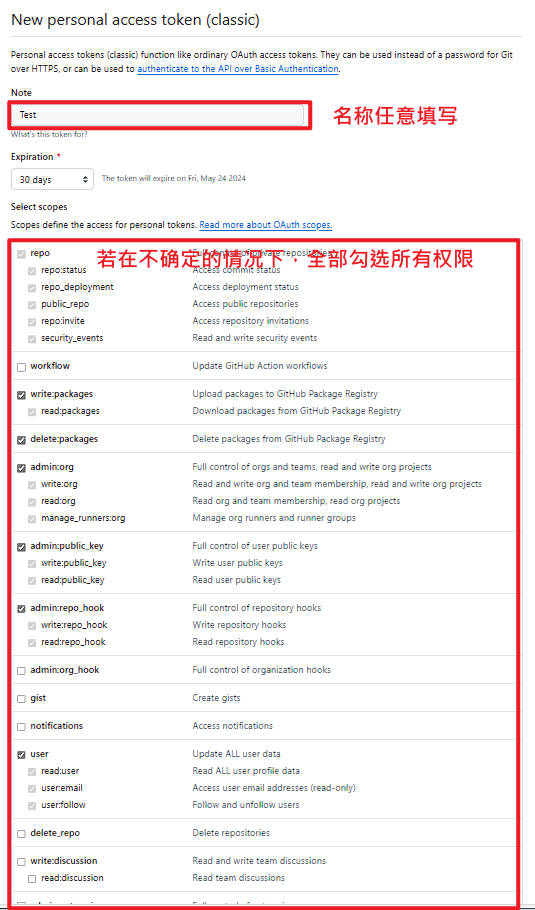 New personal access token (classic)
Personal access tokens (classic) function like ordinary OAuth access tokens. They can be used instead of a password for Git
over HTTPS, or can be used to authenticate to the API over Basic Authentication.
Note
Test
名称任意填写
What's this token for?
Expiration *
30 days The token will expire on Fri, May 24 2024
Select scopes
Scopes define the access for personal tokens. Read more about OAuth scopes.
repo Full control of private repositories
若在不确定的情况下，全部勾选所有权限
repo:status Access commit status
repo_deployment Access deployment status
public_repo Access public repositories
repo:invite Access repository invitations
security_events Read and write security events
workflow Update GitHub Action workflows
write:packages Upload packages to GitHub Package Registry
read:packages Download packages from GitHub Package Registry
delete:packages Delete packages from GitHub Package Registry
admin:org Full control of orgs and teams, read and write org projects
write:org Read and write org and team membership, read and write org projects
read:org Read org and team membership, read org projects
manage_runners:org Manage org runners and runner groups
admin:public_key Full control of user public keys
write:public_key Write user public keys
read:public_key Read user public keys
admin:repo_hook Full control of repository hooks
write:repo_hook Write repository hooks
read:repo_hook Read repository hooks
admin:org_hook Full control of organization hooks
gist Create gists
notifications Access notifications
user Update ALL user data
read:user Read ALL user profile data
user:email Access user email addresses (read-only)
user:follow Follow and unfollow users
delete_repo Delete repositories
write:discussion Read and write team discussions
read:discussion Read team discussions